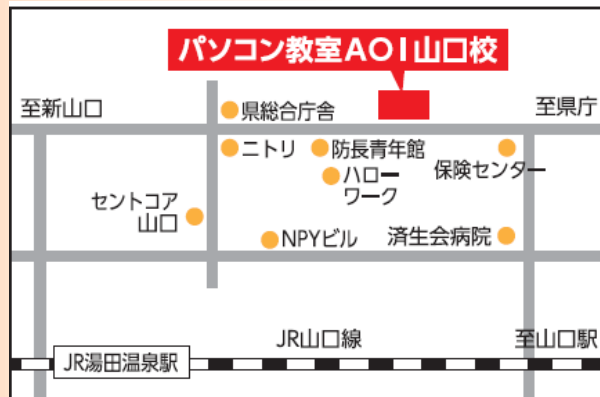 パソコン教室AOI山口校
至新山口
県総合庁舎
至県庁
ニトリ
防長青年館
保険センター
ハロー
ワーク
セントコア
山口
NPYビル
済生会病院
JR山口線
至山口駅
JR湯田温泉駅